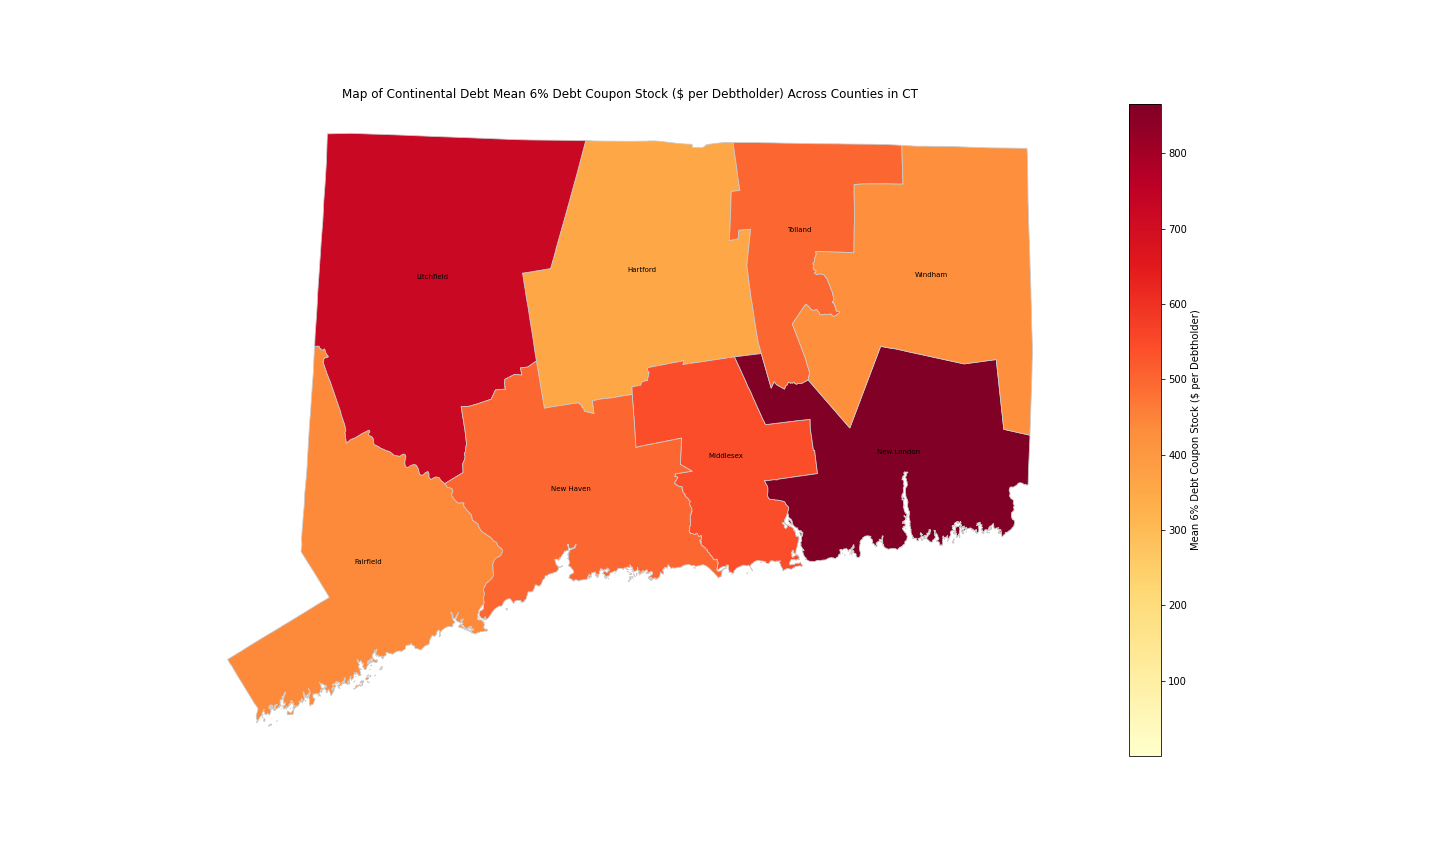 Map of Continental Debt Mean 6% Debt Coupon Stock ($ per Debtholder) Across Counties in CT
Litchfield
Hartford
Tolland
Windham
Fairfield
New Haven
Middlesex
New London
800
700
600
500
400
300
200
100
Mean 6% Debt Coupon Stock ($ per Debtholder)